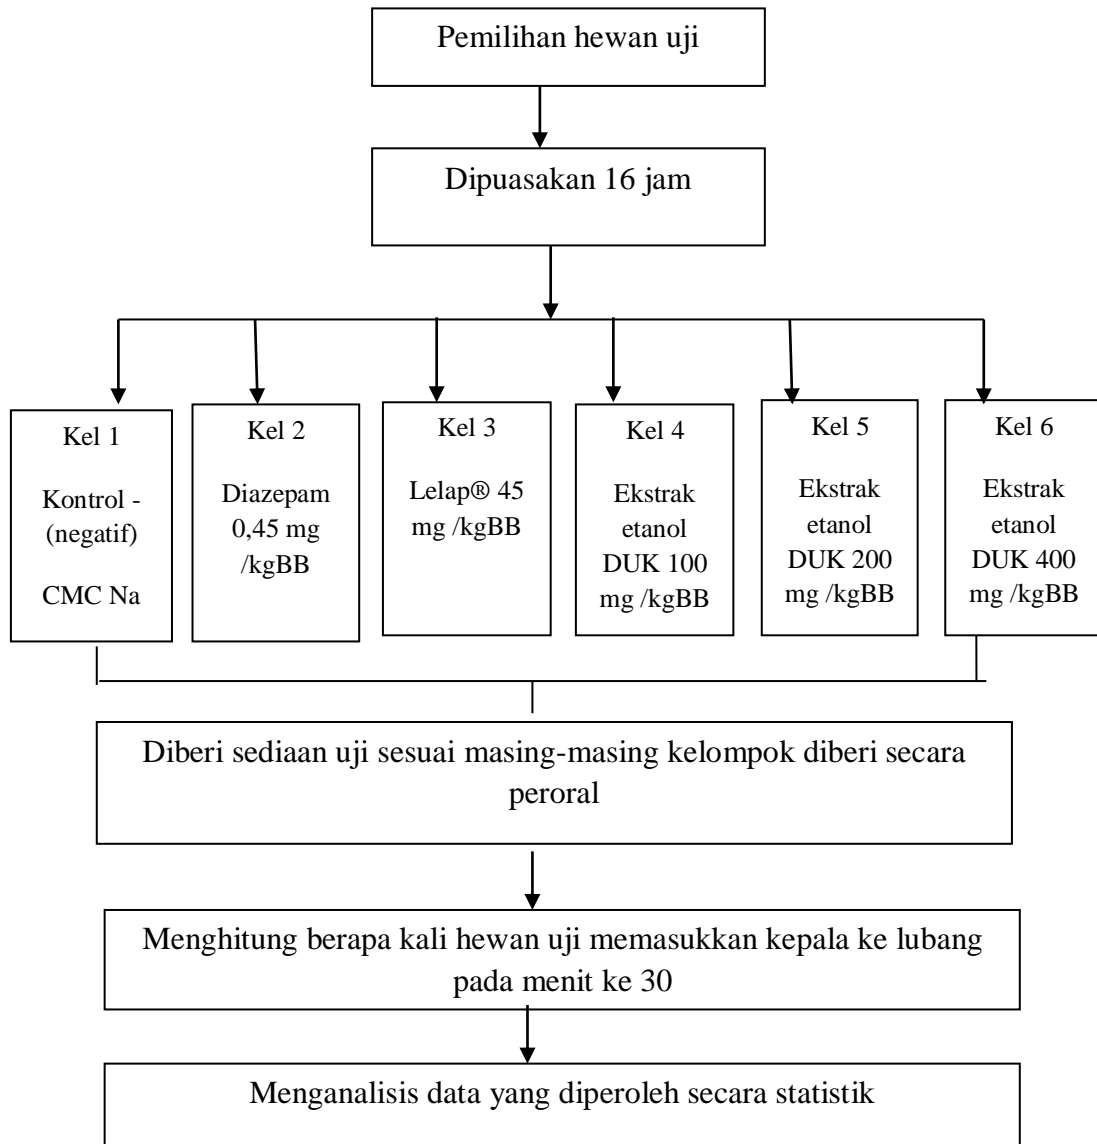 Pemilihan hewan uji
Dipuasakan 16 jam
Kel 1
Kontrol -
(negatif)
CMC Na
Kel 2
Diazepam
0,45 mg
/kgBB
Kel 3
Lelap® 45
mg /kgBB
Kel 4
Ekstrak
etanol
DUK 100
mg /kgBB
Kel 5
Ekstrak
etanol
DUK 200
mg /kgBB
Kel 6
Ekstrak
etanol
DUK 400
mg /kgBB
Diberi sediaan uji sesuai masing-masing kelompok diberi secara
peroral
Menghitung berapa kali hewan uji memasukkan kepala ke lubang
pada menit ke 30
Menganalisis data yang diperoleh secara statistik